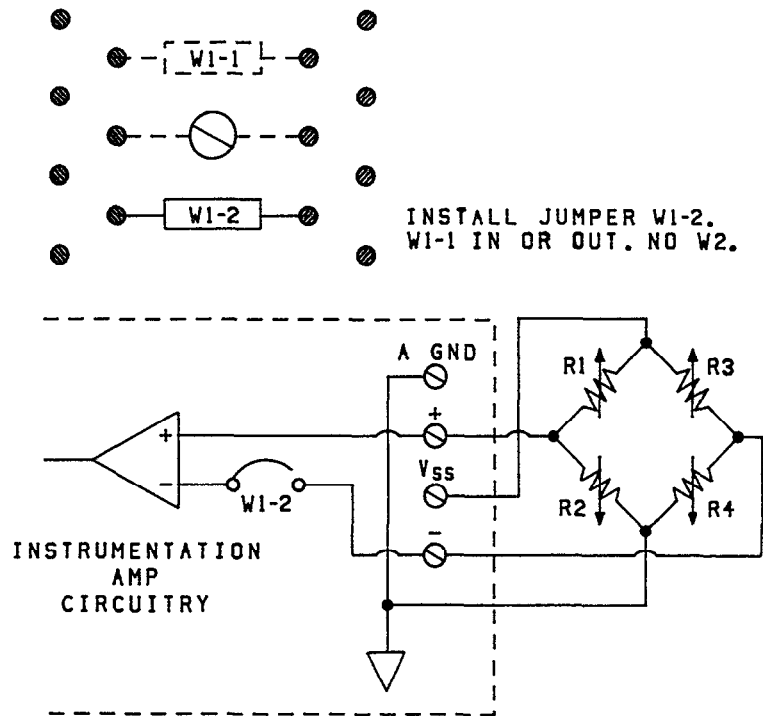 W1-1
W1-2
INSTALL JUMPER W1-2.
W1-1 IN OR OUT. NO W2.
A GND
R1
R3
+
+
VSS
−
W1-2
R2
R4
−
INSTRUMENTATION
AMP
CIRCUITRY